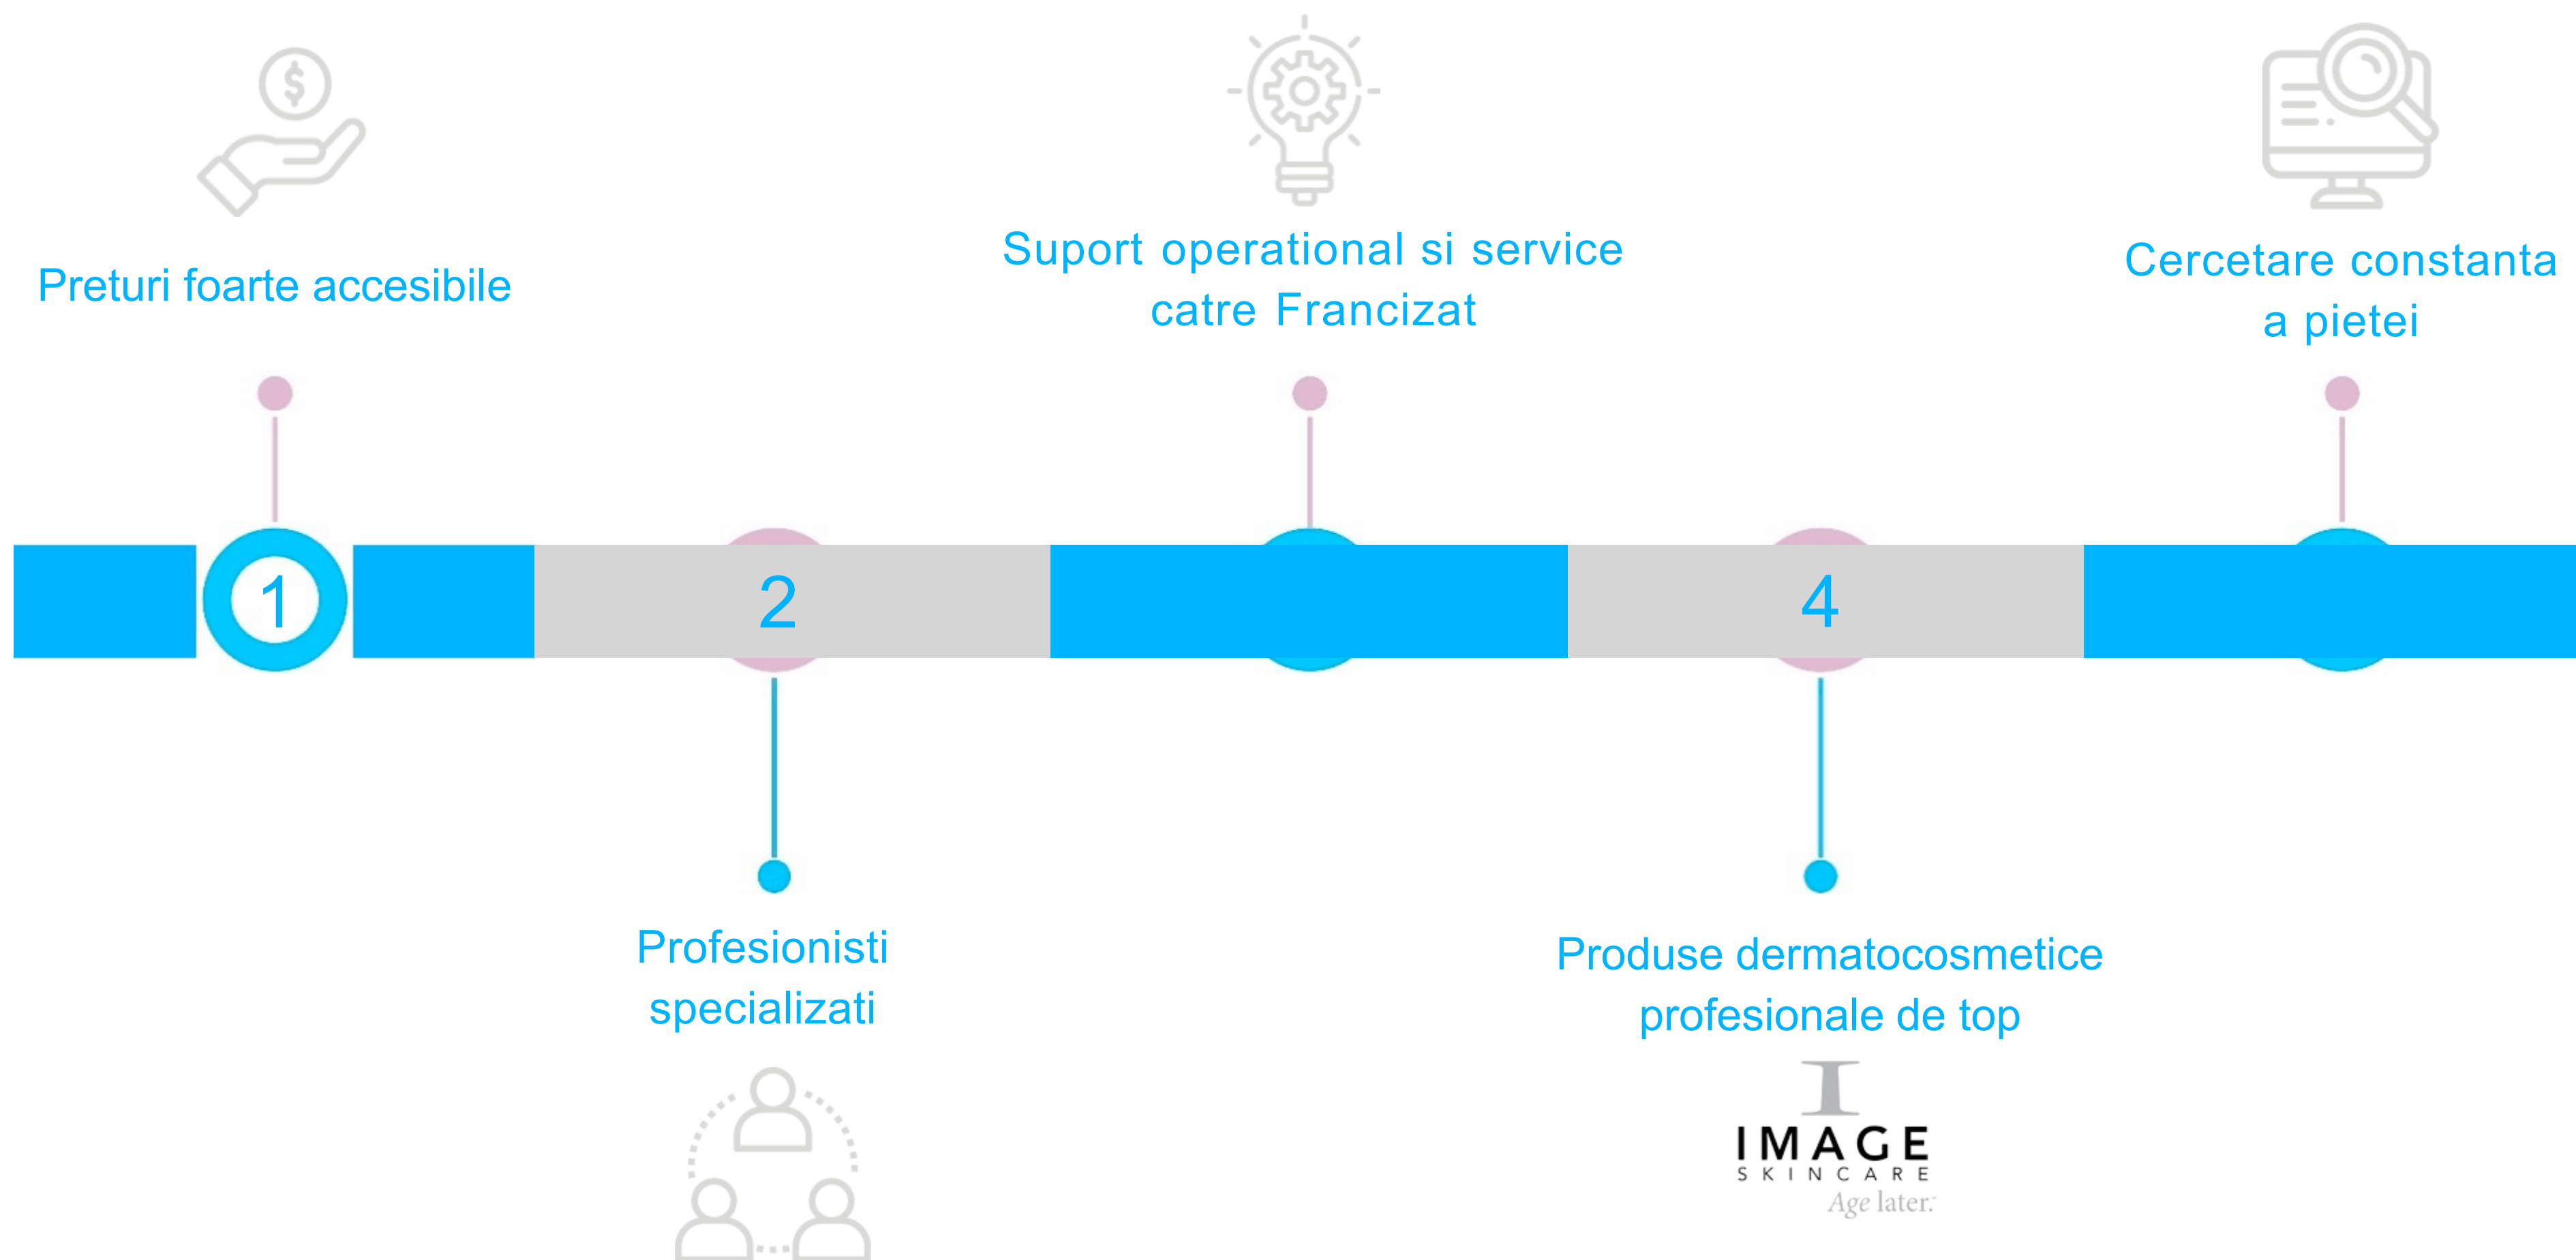 Preturi foarte accesibile
Suport operational si service
catre Francizat
Cercetare constanta
a pietei
1
2
4
Profesionisti
specializati
Produse dermatocosmetice
profesionale de top
I
IMAGE
SKINCARE
Age later.